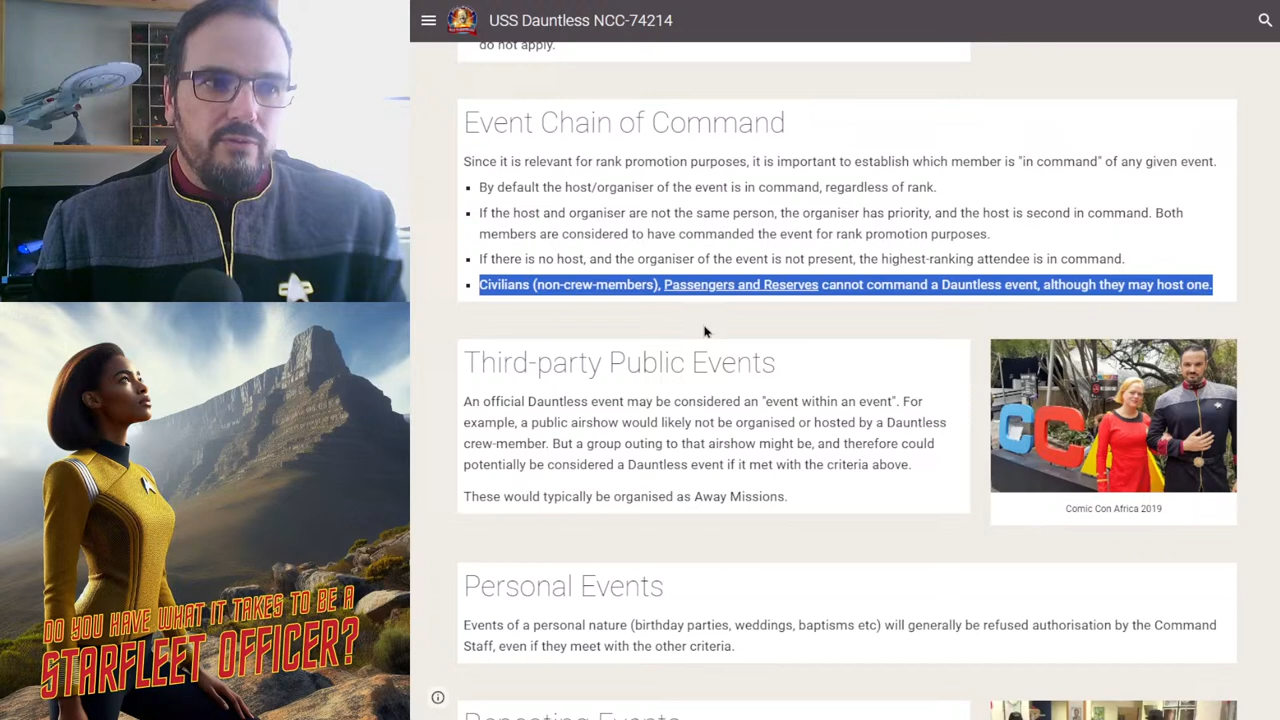 USS Dauntless NCC-74214
do not apply.
Event Chain of Command
Since it is relevant for rank promotion purposes, it is important to establish which member is "in command" of any given event.
By default the host/organiser of the event is in command, regardless of rank.
If the host and organiser are not the same person, the organiser has priority, and the host is second in command. Both
members are considered to have commanded the event for rank promotion purposes.
If there is no host, and the organiser of the event is not present, the highest-ranking attendee is in command.
Civilians (non-crew-members), Passengers and Reserves cannot command a Dauntless event, although they may host one.
Third-party Public Events
An official Dauntless event may be considered an "event within an event". For
example, a public airshow would likely not be organised or hosted by a Dauntless
crew-member. But a group outing to that airshow might be, and therefore could
potentially be considered a Dauntless event if it met with the criteria above.
These would typically be organised as Away Missions.
CC
Comic Con Africa 2019
Personal Events
Events of a personal nature (birthday parties, weddings, baptisms etc) will generally be refused authorisation by the Command
Staff, even if they meet with the other criteria.
Repeating Events
DO YOU HAVE WHAT IT TAKES TO BE A
STARFLEET OFFICER?